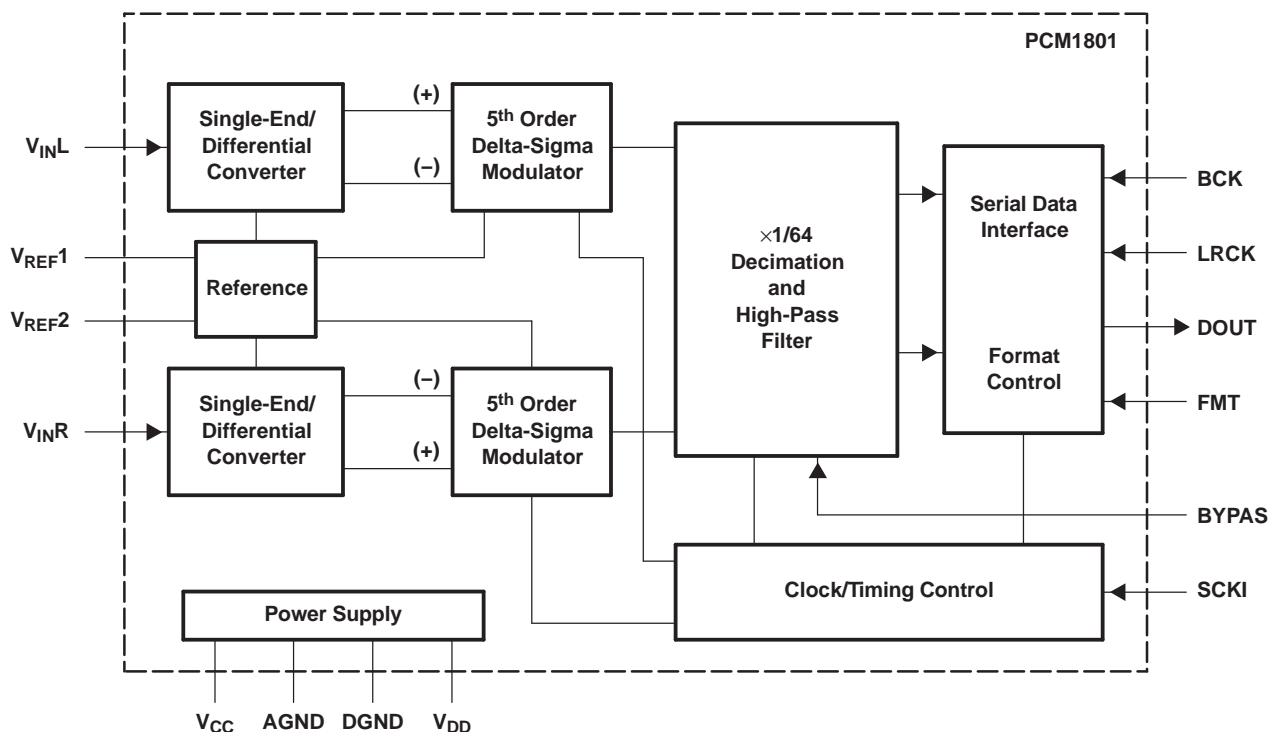 PCM1801
Single-End/
Differential
Converter
(+)
(–)
5th Order
Delta-Sigma
Modulator
VINL
×1/64
Decimation
and
High-Pass
Filter
Serial Data
Interface
Format
Control
BCK
LRCK
DOUT
FMT
BYPAS
SCKI
VREF1
VREF2
Reference
Single-End/
Differential
Converter
(–)
(+)
5th Order
Delta-Sigma
Modulator
VINR
Clock/Timing Control
Power Supply
VCC
AGND
DGND
VDD